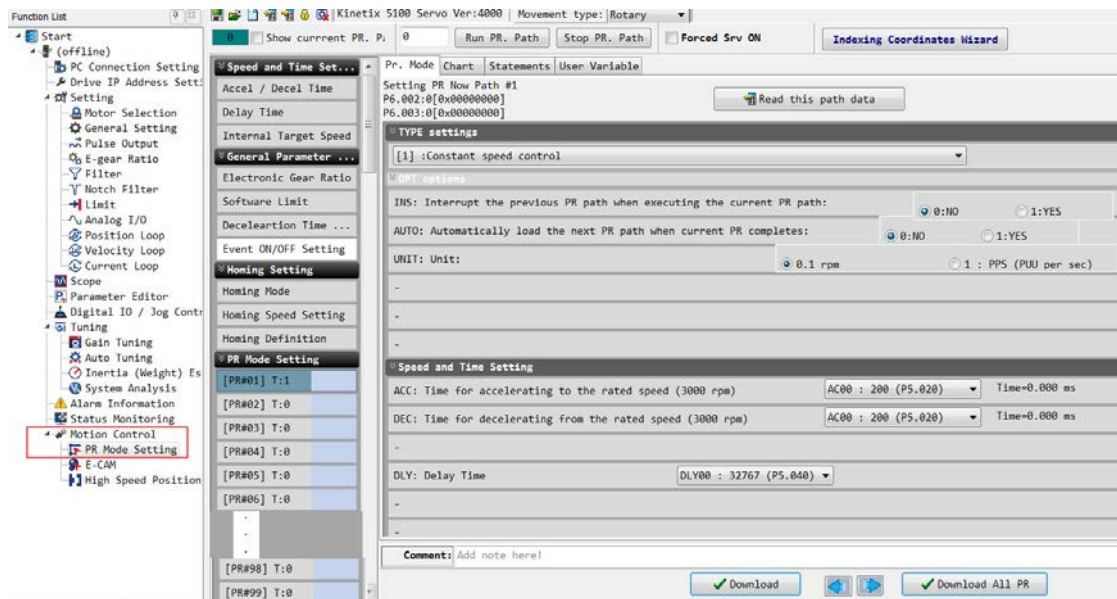 Function List
Start
(offline)
PC Connection Setting
Drive IP Address Setti
Setting
Motor Selection
General Setting
Pulse Output
E-gear Ratio
Filter
Notch Filter
Limit
Analog I/O
Position Loop
Velocity Loop
Current Loop
Scope
Parameter Editor
Digital IO / Jog Contr
Tuning
Gain Tuning
Auto Tuning
Inertia (Weight) Es
System Analysis
Alarm Information
Status Monitoring
Motion Control
PR Mode Setting
E-CAM
High Speed Position
Kinetix 5100 Servo Ver:4000 Movement type: Rotary
0 Show currrent PR. P: 0 Run PR. Path Stop PR. Path Forced Srv ON Indexing Coordinates Wizard
Speed and Time Set...
Accel / Decel Time
Delay Time
Internal Target Speed
General Parameter ...
Electronic Gear Ratio
Software Limit
Deceleartion Time ...
Event ON/OFF Setting
Homing Setting
Homing Mode
Homing Speed Setting
Homing Definition
PR Mode Setting
[PR#01] T:1
[PR#02] T:0
[PR#03] T:0
[PR#04] T:0
[PR#05] T:0
[PR#06] T:0
.
.
.
[PR#98] T:0
[PR#99] T:0
Pr. Mode Chart Statements User Variable
Setting PR Now Path #1
P6.002:0[0x00000000]
P6.003:0[0x00000000]
Read this path data
TYPE settings
[1] :Constant speed control
OPT options
INS: Interrupt the previous PR path when executing the current PR path: 0:NO 1:YES
AUTO: Automatically load the next PR path when current PR completes: 0:NO 1:YES
UNIT: Unit: 0.1 rpm 1 : PPS (PUU per sec)
-
-
-
Speed and Time Setting
ACC: Time for accelerating to the rated speed (3000 rpm) AC00 : 200 (P5.020) Time=0.000 ms
DEC: Time for decelerating from the rated speed (3000 rpm) AC00 : 200 (P5.020) Time=0.000 ms
-
DLY: Delay Time DLY00 : 32767 (P5.040)
-
-
Comment: Add note here!
Download Download All PR